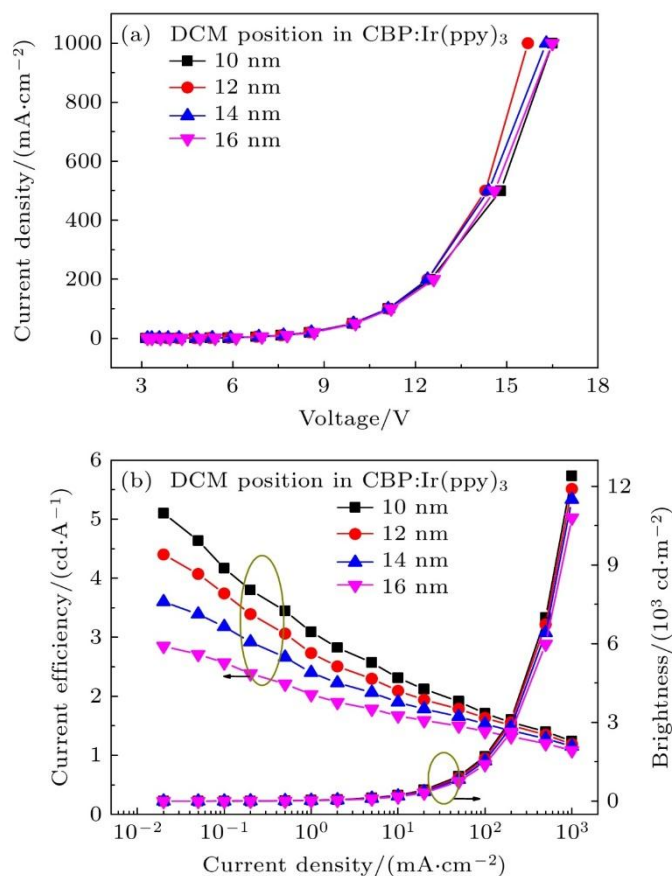 (a) DCM position in CBP:Ir(ppy)₃
10 nm
12 nm
14 nm
16 nm
Current density/(mA·cm⁻²)
1000
800
600
400
200
0
3 6 9 12 15 18
Voltage/V
(b) DCM position in CBP:Ir(ppy)₃
10 nm
12 nm
14 nm
16 nm
Current efficiency/(cd·A⁻¹)
6
5
4
3
2
1
0
Brightness/(10³ cd·m⁻²)
12
9
6
3
0
10⁻² 10⁻¹ 10⁰ 10¹ 10² 10³
Current density/(mA·cm⁻²)